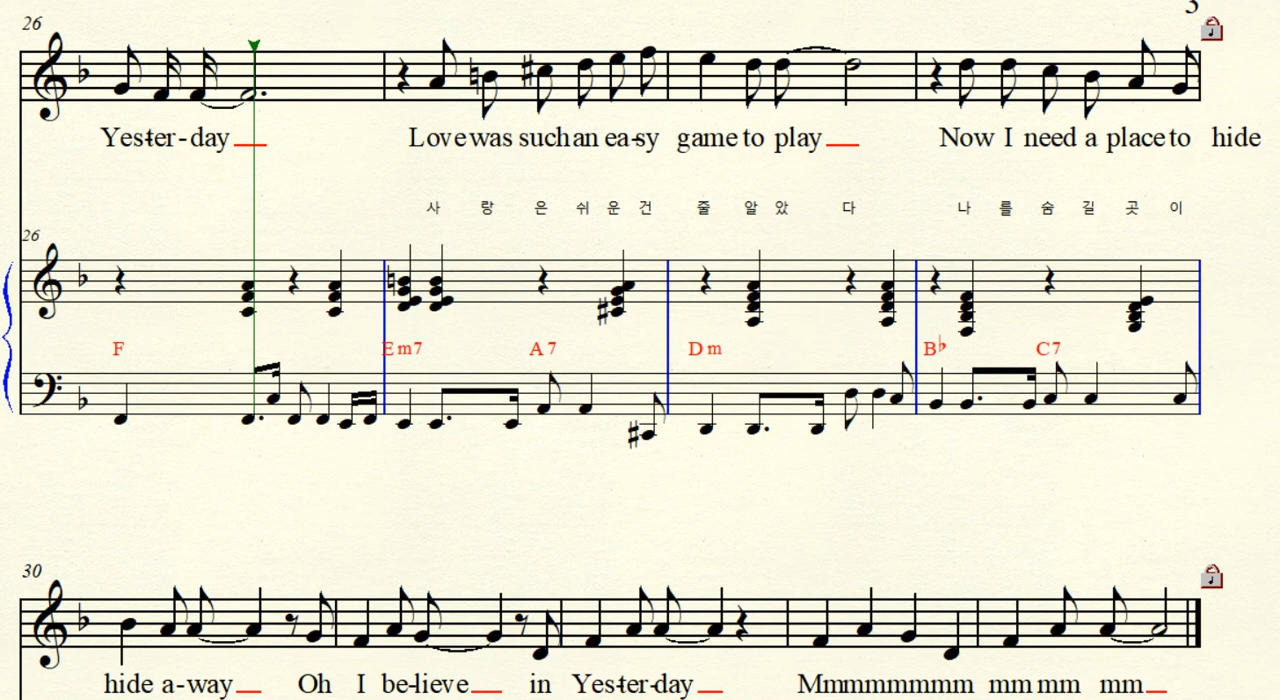 3
26
Yester-day
Love was such an ea-sy game to play
Now I need a place to hide
사 랑 은 쉬 운 건 줄 알 았 다 나 를 숨 길 곳 이
26
F Em7 A7 Dm B♭ C7
30
hide a-way Oh I be-lieve in Yester-day Mmmmmmmm mm mm mm